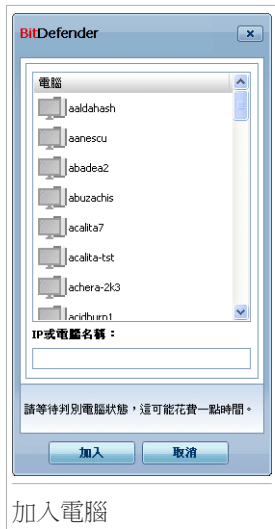 BitDefender
電腦
aaldahash
aanescu
abadea2
abuzachis
acalita7
acalita-tst
achera-2k3
acidburn1
IP或電腦名稱：
請等待判別電腦狀態，這可能花費一點時間。
加入
取消
加入電腦